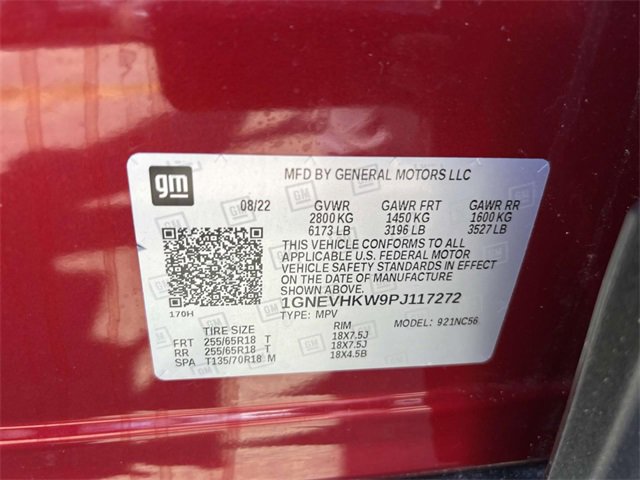 gm
MFD BY GENERAL MOTORS LLC
08/22 GVWR GAWR FRT GAWR RR
2800 KG 1450 KG 1600 KG
6173 LB 3196 LB 3527 LB
THIS VEHICLE CONFORMS TO ALL
APPLICABLE U.S. FEDERAL MOTOR
VEHICLE SAFETY STANDARDS IN EFFECT
ON THE DATE OF MANUFACTURE
SHOWN ABOVE.
170H 1GNEVHKW9PJ117272
TYPE: MPV MODEL: 921NC56
TIRE SIZE RIM
FRT 255/65R18 T 18X7.5J
RR 255/65R18 T 18X7.5J
SPA T135/70R18 M 18X4.5B